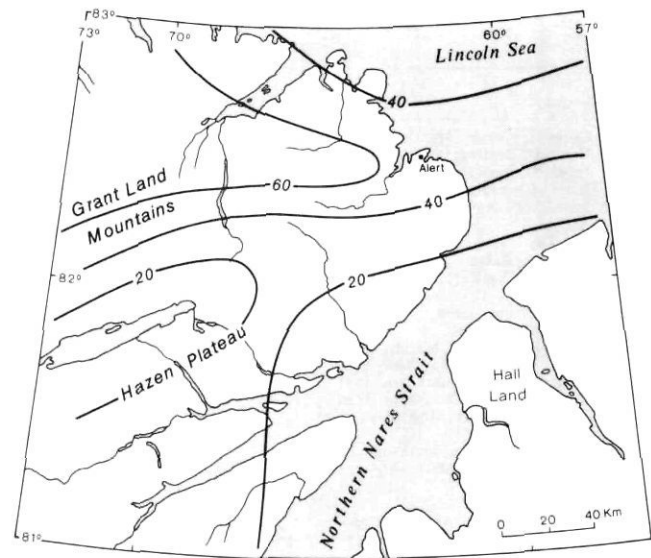 83°
73°
70°
60°
57°
Lincoln Sea
40
Alert
Grant Land
Mountains
60
40
20
20
82°
Hazen Plateau
Northern Nares Strait
Hall
Land
81°
0 20 40 Km